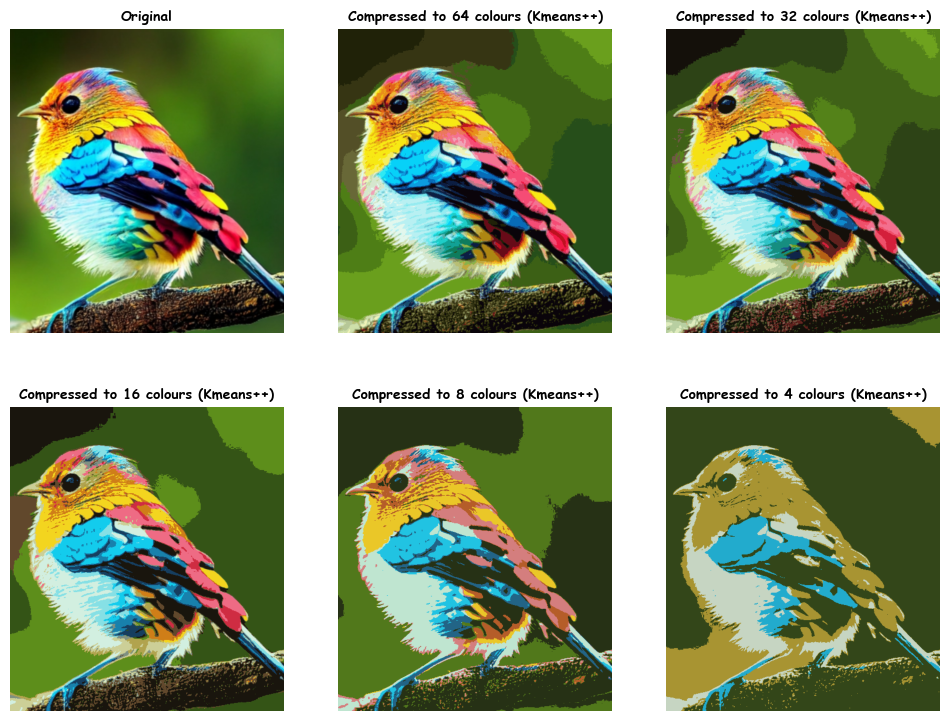 Original
Compressed to 64 colours (Kmeans++)
Compressed to 32 colours (Kmeans++)
Compressed to 16 colours (Kmeans++)
Compressed to 8 colours (Kmeans++)
Compressed to 4 colours (Kmeans++)